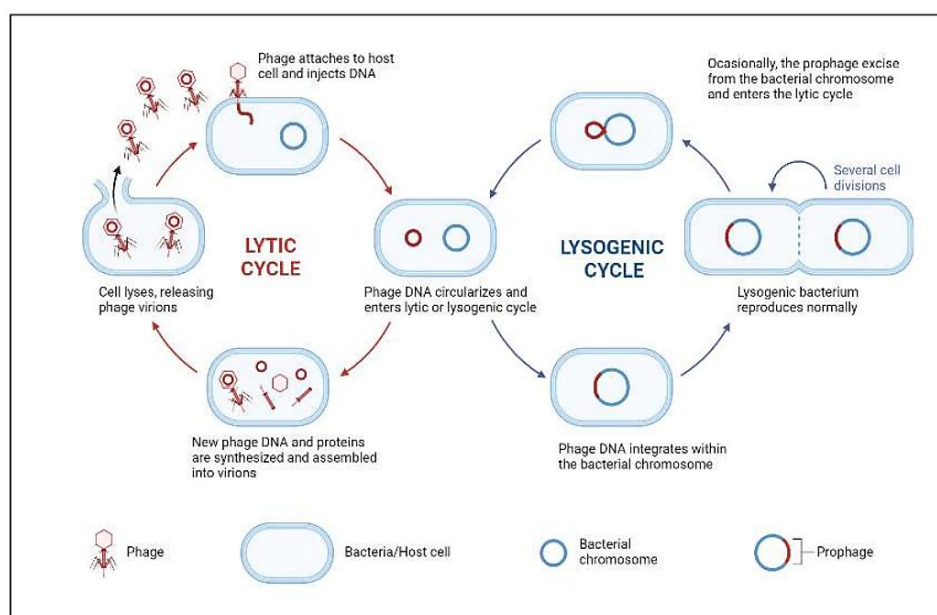 Phage attaches to host
cell and injects DNA
Ocasionally, the prophage excise
from the bacterial chromosome
and enters the lytic cycle
Several cell
divisions
LYTIC
CYCLE
LYSOGENIC
CYCLE
Cell lyses, releasing
phage virions
Phage DNA circularizes and
enters lytic or lysogenic cycle
Lysogenic bacterium
reproduces normally
New phage DNA and proteins
are synthesized and assembled
into virions
Phage DNA integrates within
the bacterial chromosome
Phage
Bacteria/Host cell
Bacterial
chromosome
Prophage